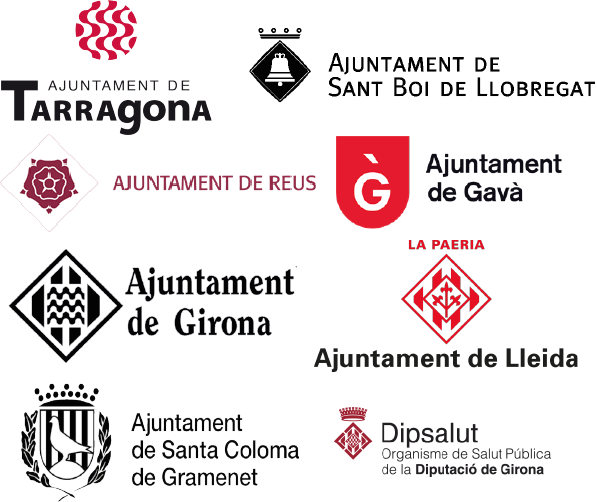 AJUNTAMENT DE
TARRAGONA
AJUNTAMENT DE
SANT BOI DE LLOBREGAT
AJUNTAMENT DE REUS
G̀
Ajuntament
de Gavà
Ajuntament
de Girona
LA PAERIA
Ajuntament de Lleida
Ajuntament
de Santa Coloma
de Gramenet
Dipsalut
Organisme de Salut Pública
de la Diputació de Girona